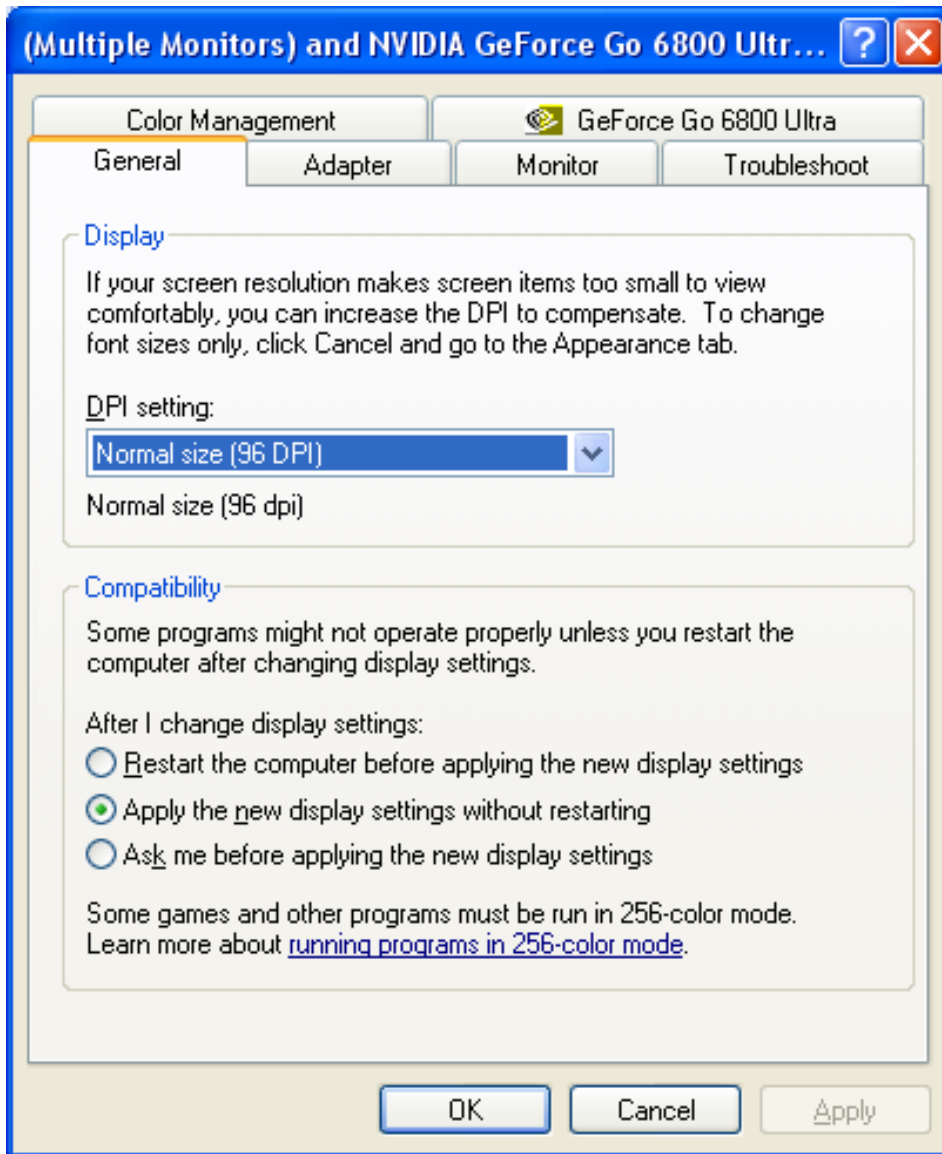 (Multiple Monitors) and NVIDIA GeForce Go 6800 Ultr...
Color Management
GeForce Go 6800 Ultra
General
Adapter
Monitor
Troubleshoot
Display
If your screen resolution makes screen items too small to view
comfortably, you can increase the DPI to compensate.  To change
font sizes only, click Cancel and go to the Appearance tab.
DPI setting:
Normal size (96 DPI)
Normal size (96 dpi)
Compatibility
Some programs might not operate properly unless you restart the
computer after changing display settings.
After I change display settings:
Restart the computer before applying the new display settings
Apply the new display settings without restarting
Ask me before applying the new display settings
Some games and other programs must be run in 256-color mode.
Learn more about running programs in 256-color mode.
OK
Cancel
Apply